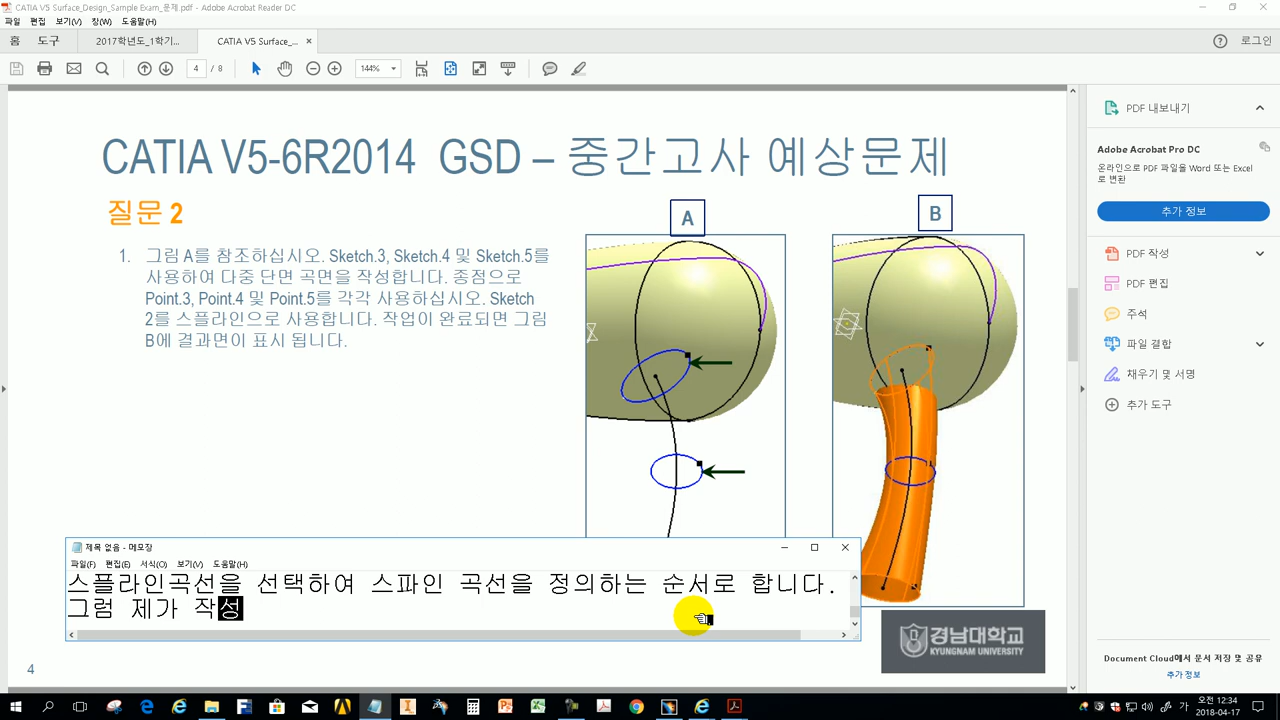 CATIA V5 Surface_Design_Sample Exam_문제.pdf - Adobe Acrobat Reader DC
파일 편집 보기(V) 창(W) 도움말(H)
홈 도구 2017학년도_1학기... CATIA V5 Surface_... × 로그인
4 / 8 144%
CATIA V5-6R2014 GSD – 중간고사 예상문제
질문 2
A
B
1. 그림 A를 참조하십시오. Sketch.3, Sketch.4 및 Sketch.5를
사용하여 다중 단면 곡면을 작성합니다. 종점으로
Point.3, Point.4 및 Point.5를 각각 사용하십시오. Sketch
2를 스플라인으로 사용합니다. 작업이 완료되면 그림
B에 결과면이 표시 됩니다.
제목 없음 - 메모장
파일(F) 편집(E) 서식(O) 보기(V) 도움말(H)
스플라인곡선을 선택하여 스파인 곡선을 정의하는 순서로 합니다.
그럼 제가 작성
경남대학교
KYUNGNAM UNIVERSITY
4
PDF 내보내기
Adobe Acrobat Pro DC
온라인으로 PDF 파일을 Word 또는 Excel
로 변환
추가 정보
PDF 작성
PDF 편집
주석
파일 결합
채우기 및 서명
추가 도구
Document Cloud에서 문서 저장 및 공유
추가 정보
가 오전 12:34
2018-04-17